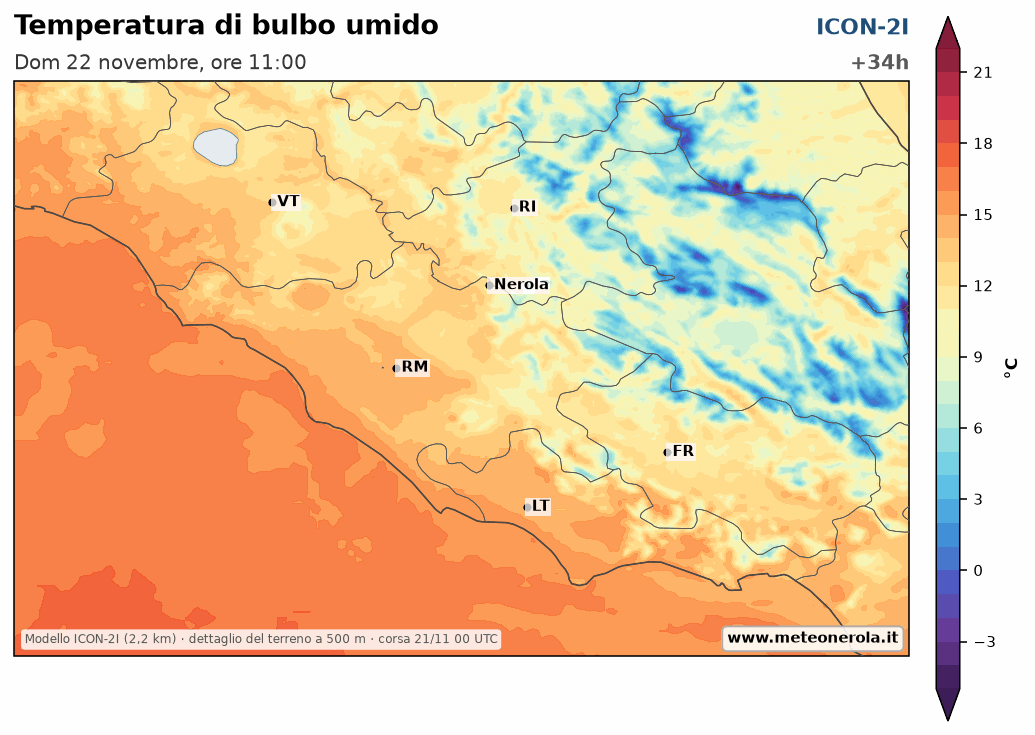 Temperatura di bulbo umido
ICON-2I
Dom 22 novembre, ore 11:00
+34h
VT
RI
Nerola
RM
FR
LT
21
18
15
12
9
6
3
0
−3
°C
Modello ICON-2I (2,2 km) · dettaglio del terreno a 500 m · corsa 21/11 00 UTC
www.meteonerola.it